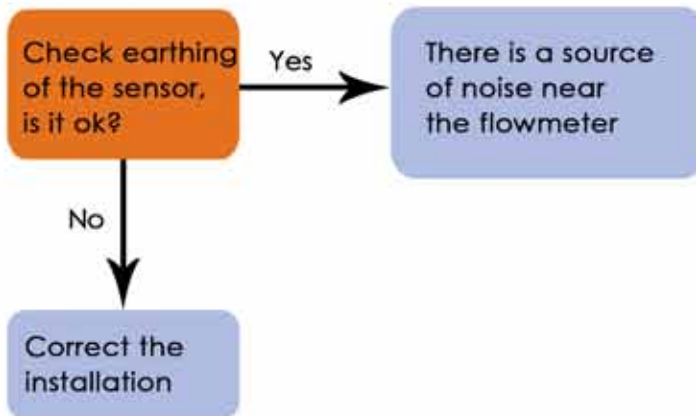 Check earthing
of the sensor,
is it ok?
Yes
There is a source
of noise near
the flowmeter
No
Correct the
installation